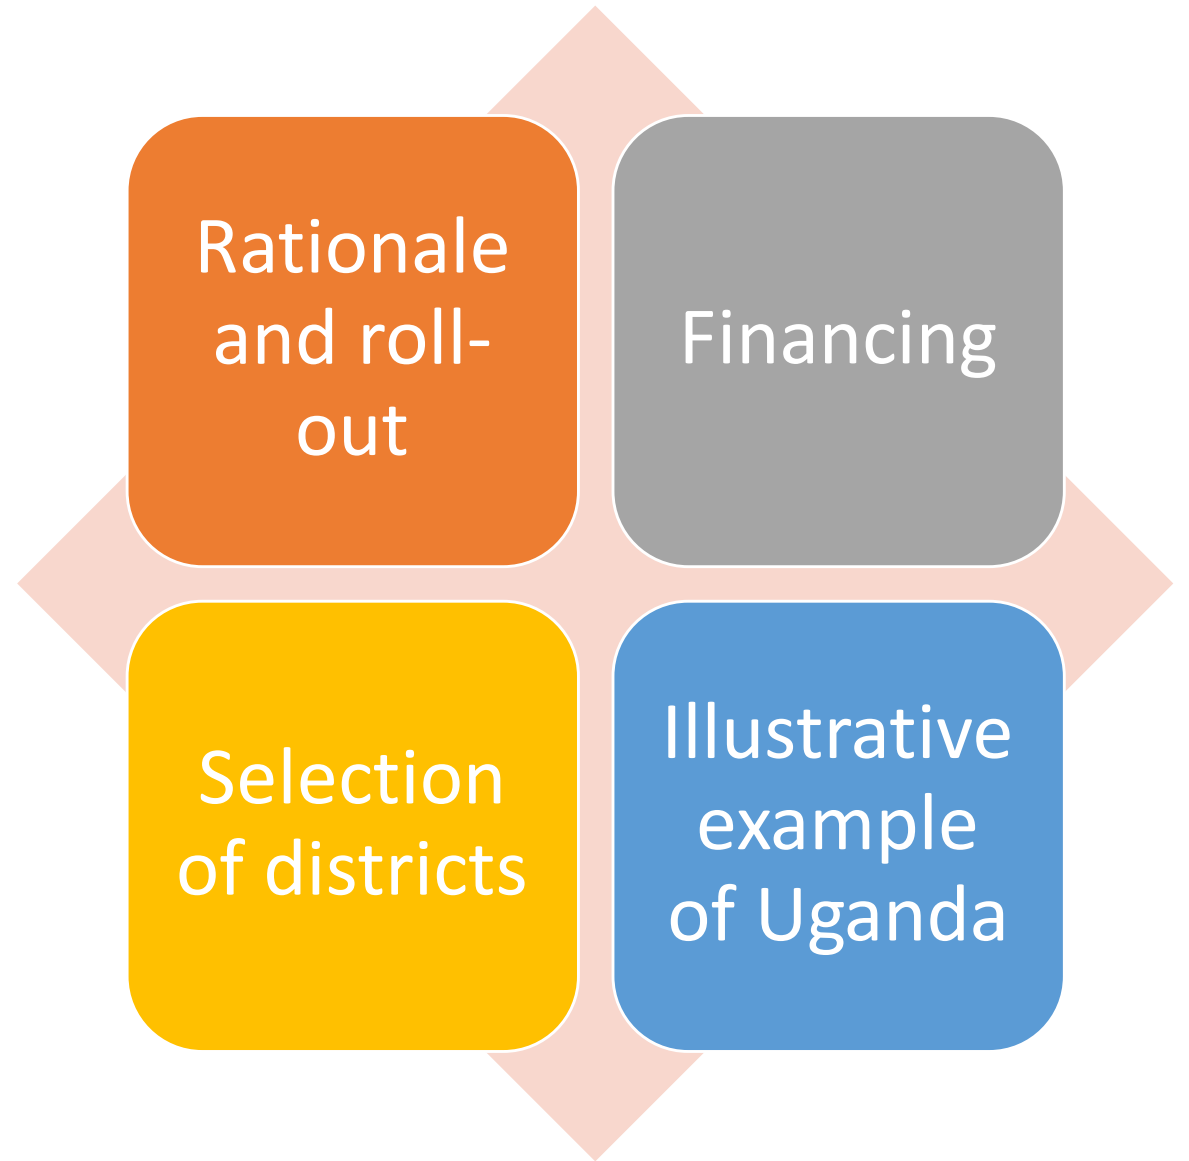 Rationale
and roll-
out
Financing
Selection
of districts
Illustrative
example
of Uganda